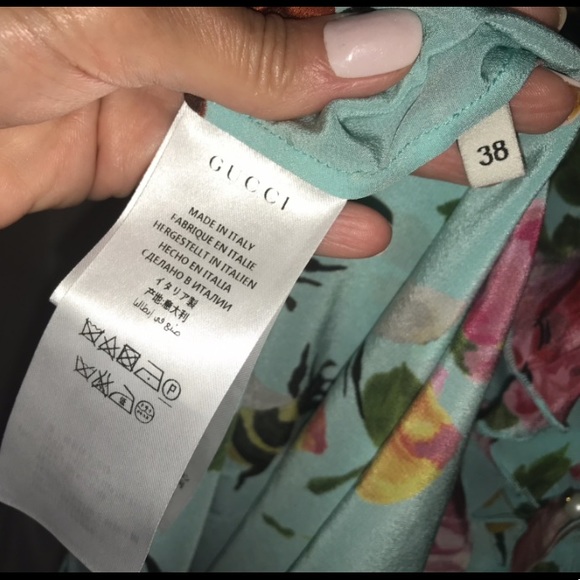 GUCCI
MADE IN ITALY
FABRIQUE EN ITALIE
HERGESTELLT IN ITALIEN
HECHO EN ITALIA
СДЕЛАНО В ИТАЛИИ
イタリア製
产地:意大利
صنع في إيطاليا
P
38